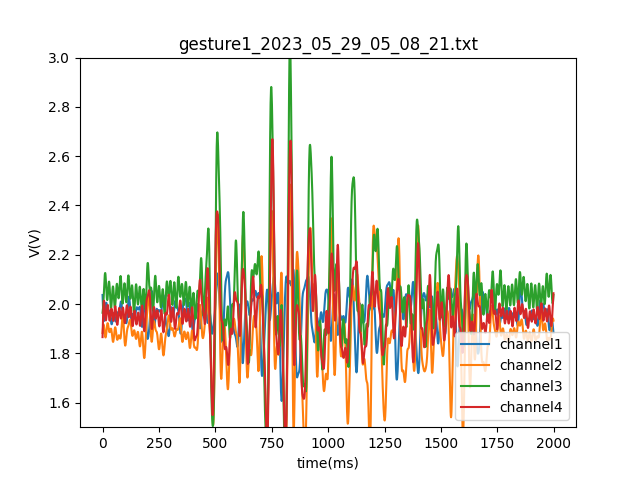 gesture1_2023_05_29_05_08_21.txt
3.0
2.8
2.6
2.4
2.2
2.0
1.8
1.6
V(V)
0 250 500 750 1000 1250 1500 1750 2000
time(ms)
channel1
channel2
channel3
channel4